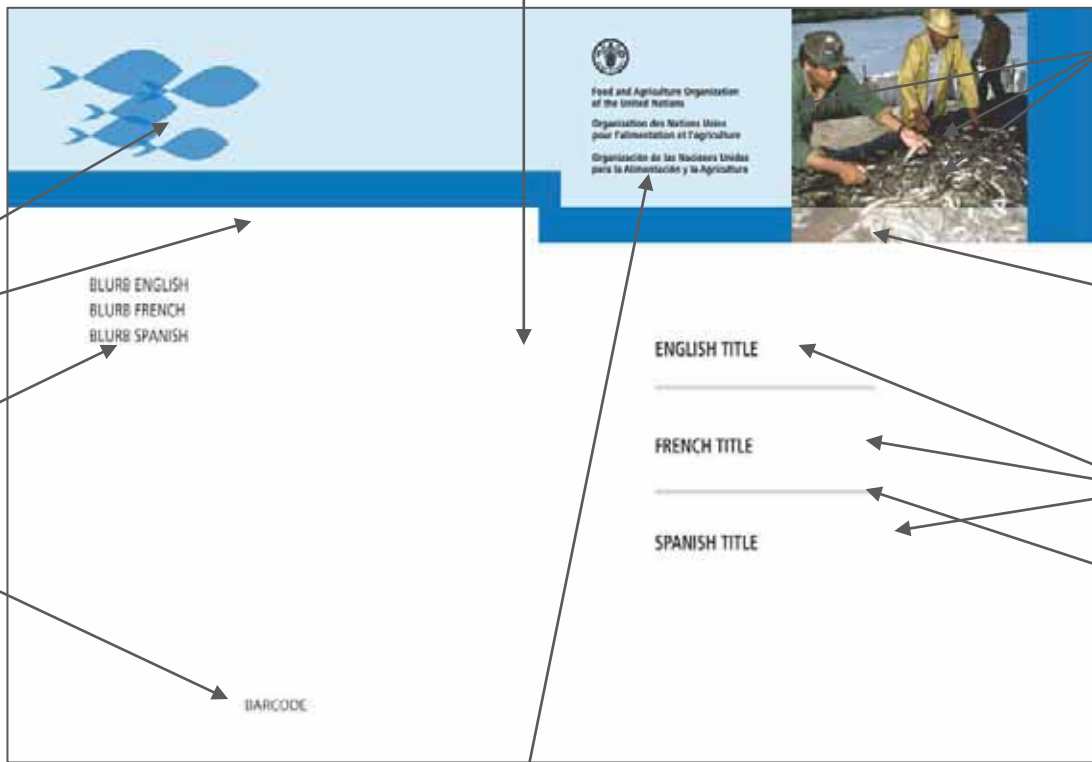 Food and Agriculture Organization
of the United Nations
Organisation des Nations Unies
pour l'alimentation et l'agriculture
Organización de las Naciones Unidas
para la Alimentación y la Agricultura
BLURB ENGLISH
BLURB FRENCH
BLURB SPANISH
ENGLISH TITLE
FRENCH TITLE
SPANISH TITLE
BARCODE